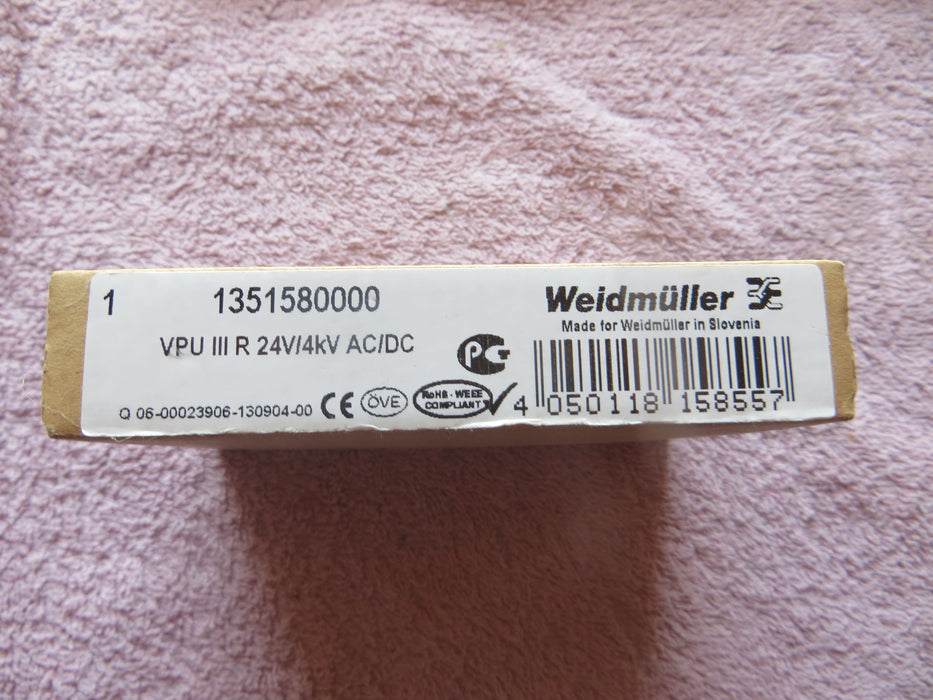 1
1351580000
VPU III R 24V/4kV AC/DC
Q 06-00023906-130904-00
CE
ÖVE
RoHS - WEEE
COMPLIANT
PG
Weidmüller
Made for Weidmüller in Slovenia
4 050118 158557